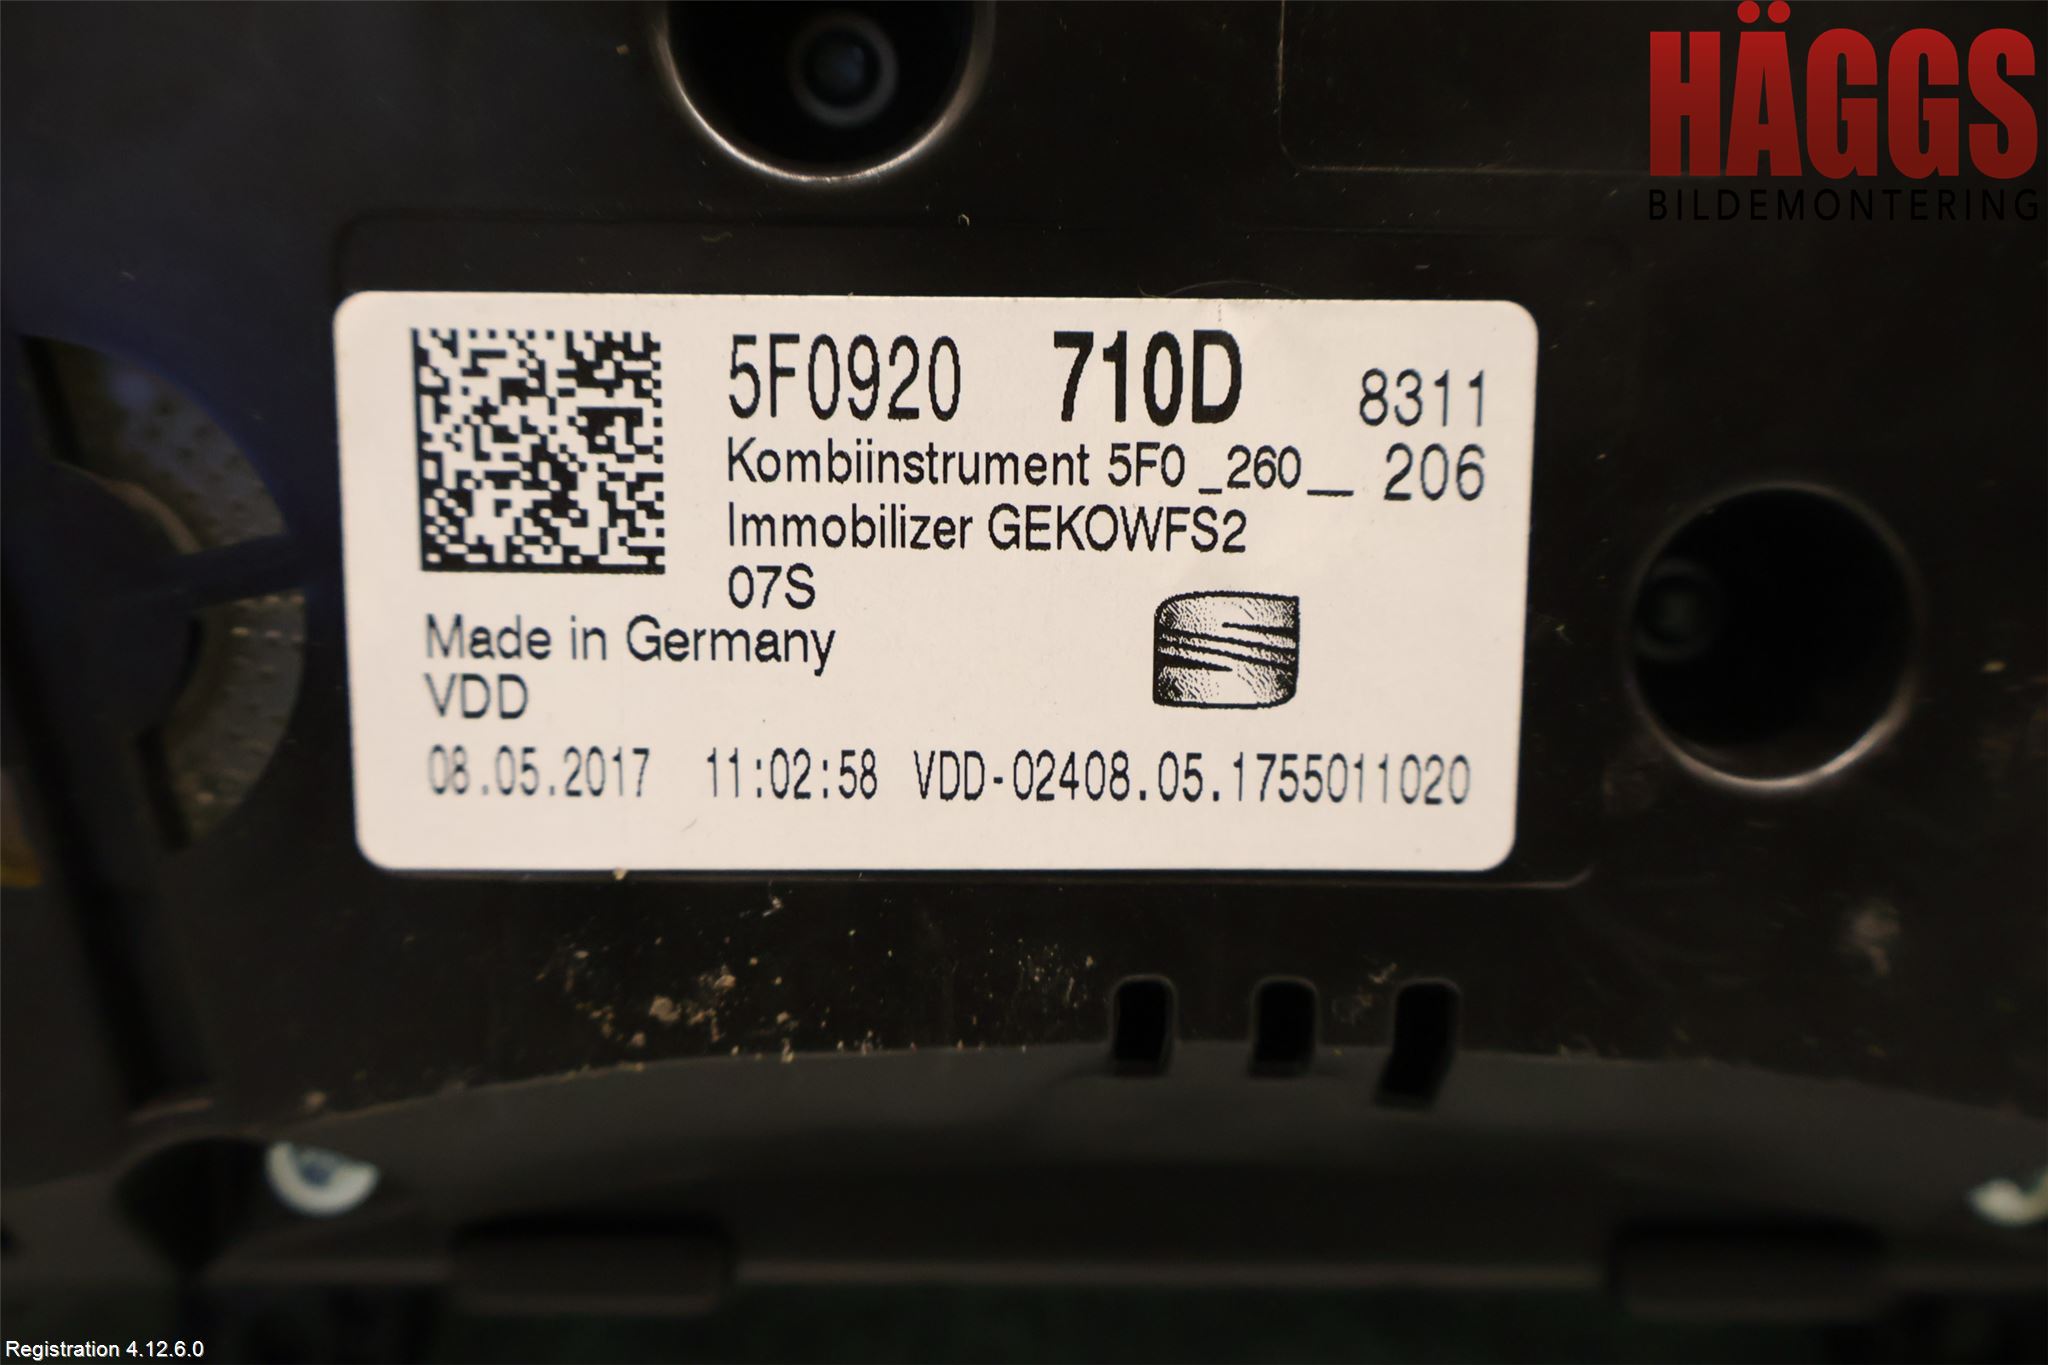 HÄGGS
BILDEMONTERING
5F0920 710D 8311
Kombiinstrument 5F0 _260__ 206
Immobilizer GEKOWFS2
07S
Made in Germany
VDD
08.05.2017 11:02:58 VDD-02408.05.1755011020
Registration 4.12.6.0